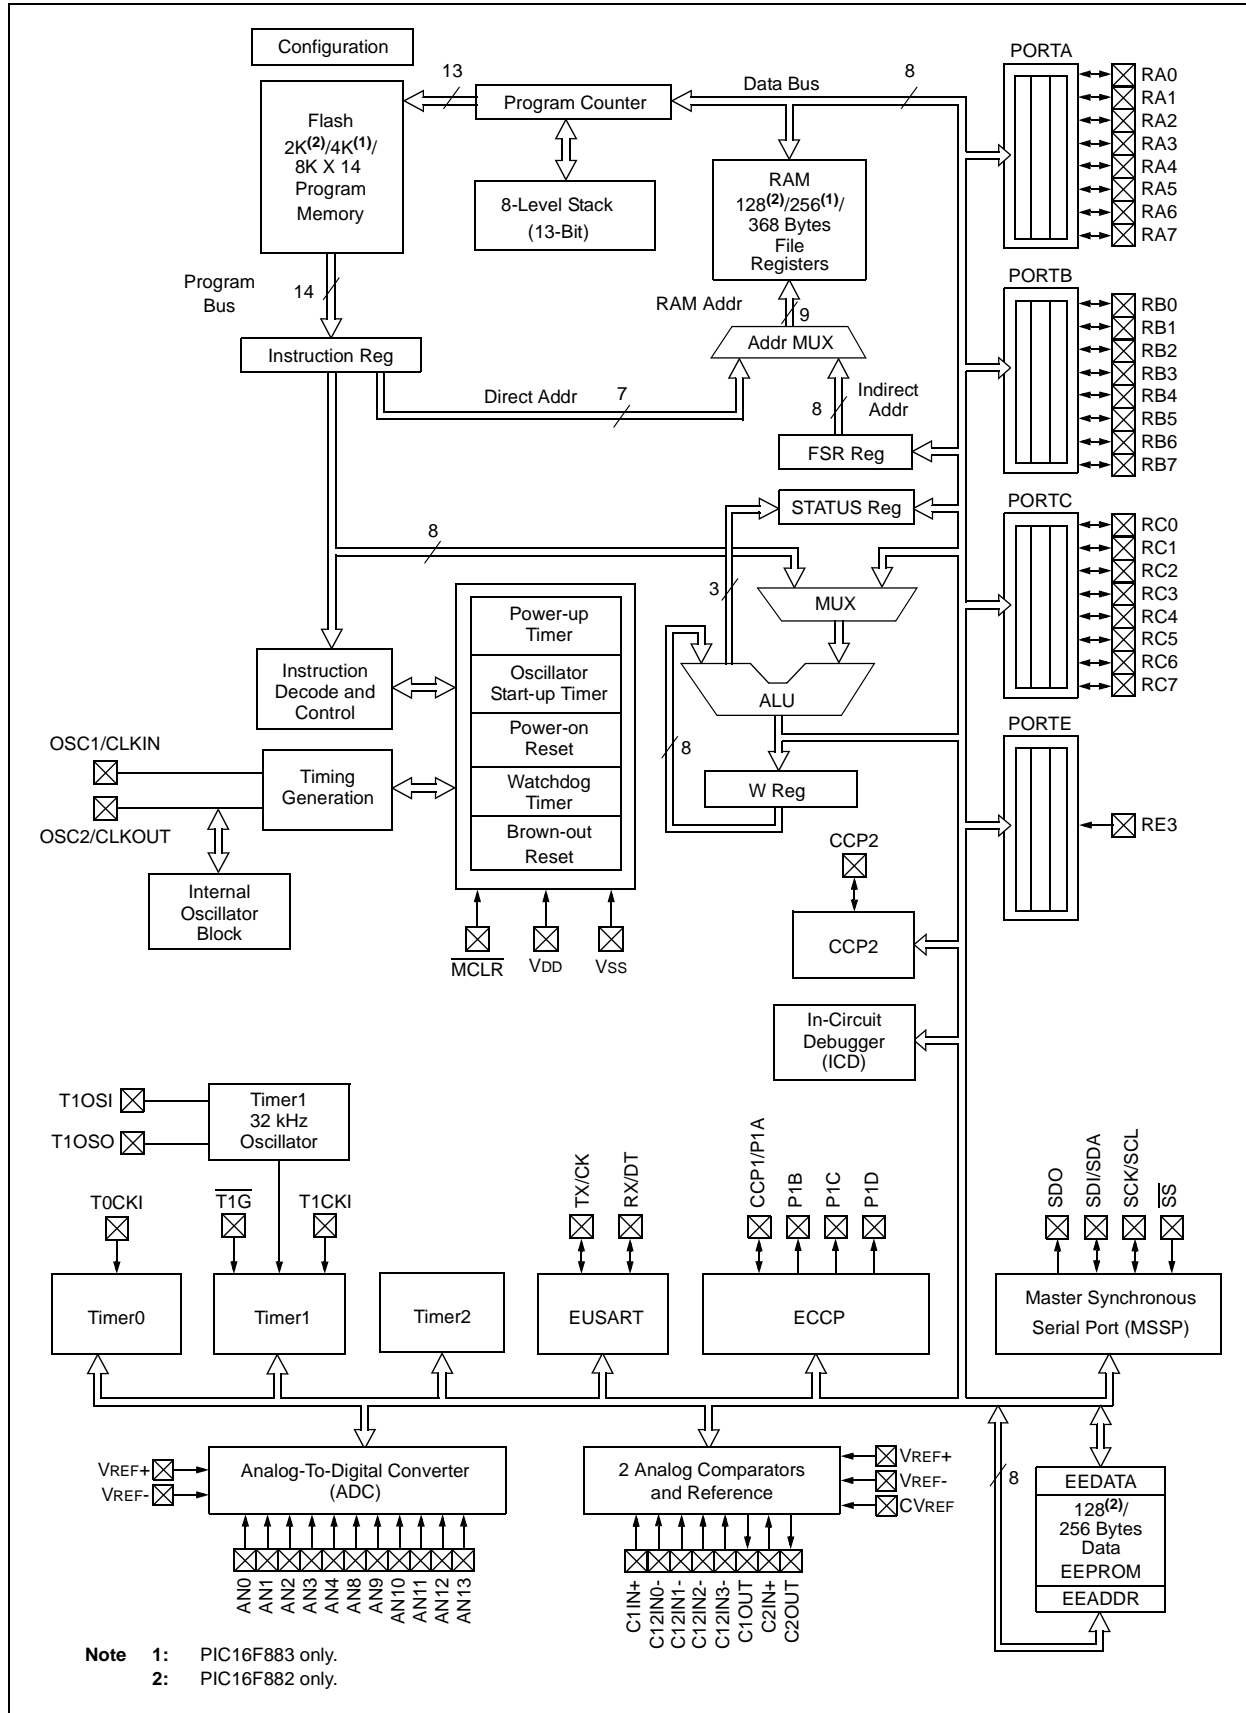 Configuration
PORTA
13
Program Counter
Data Bus
8
RA0
RA1
RA2
RA3
RA4
RA5
RA6
RA7
Flash
2K(2)/4K(1)/
8K X 14
Program
Memory
8-Level Stack
(13-Bit)
RAM
128(2)/256(1)/
368 Bytes
File
Registers
Program
Bus
14
RAM Addr
9
PORTB
RB0
RB1
RB2
RB3
RB4
RB5
RB6
RB7
Instruction Reg
Addr MUX
Direct Addr
7
8
Indirect
Addr
FSR Reg
STATUS Reg
PORTC
RC0
RC1
RC2
RC3
RC4
RC5
RC6
RC7
8
3
MUX
Power-up
Timer
Oscillator
Start-up Timer
Power-on
Reset
Watchdog
Timer
Brown-out
Reset
Instruction
Decode and
Control
ALU
8
W Reg
PORTE
RE3
OSC1/CLKIN
Timing
Generation
OSC2/CLKOUT
Internal
Oscillator
Block
MCLR
VDD
VSS
CCP2
CCP2
In-Circuit
Debugger
(ICD)
T1OSI
T1OSO
Timer1
32 kHz
Oscillator
T0CKI
T1G
T1CKI
TX/CK
RX/DT
CCP1/P1A
P1B
P1C
P1D
SDO
SDI/SDA
SCK/SCL
SS
Timer0
Timer1
Timer2
EUSART
ECCP
Master Synchronous
Serial Port (MSSP)
VREF+
VREF-
Analog-To-Digital Converter
(ADC)
2 Analog Comparators
and Reference
VREF+
VREF-
CVREF
8
EEDATA
128(2)/
256 Bytes
Data
EEPROM
EEADDR
AN0
AN1
AN2
AN3
AN4
AN8
AN9
AN10
AN11
AN12
AN13
C1IN+
C12IN0-
C12IN1-
C12IN2-
C12IN3-
C1OUT
C2IN+
C2OUT
Note 1: PIC16F883 only.
2: PIC16F882 only.